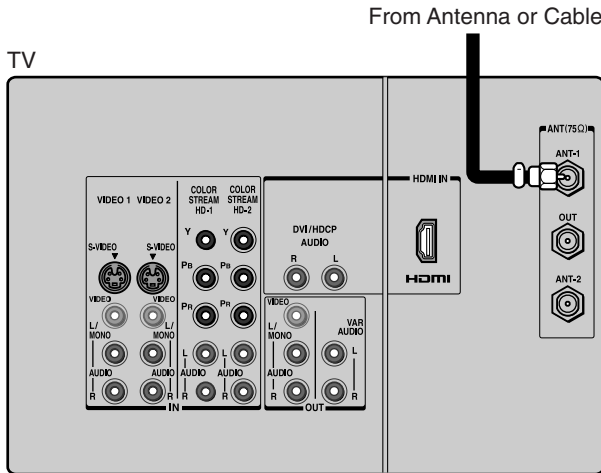 From Antenna or Cable
TV
ANT(75Ω)
ANT-1
HDMI IN
VIDEO 1 VIDEO 2
COLOR STREAM HD-1
COLOR STREAM HD-2
DVI/HDCP
AUDIO
R L
OUT
S-VIDEO S-VIDEO
Y Y
HDMI
ANT-2
PB PB
VIDEO VIDEO
PR PR
VIDEO
L/ MONO
L/ MONO
L L
L/ MONO
VAR AUDIO
L
AUDIO AUDIO AUDIO AUDIO AUDIO
R R R R R R
IN
OUT